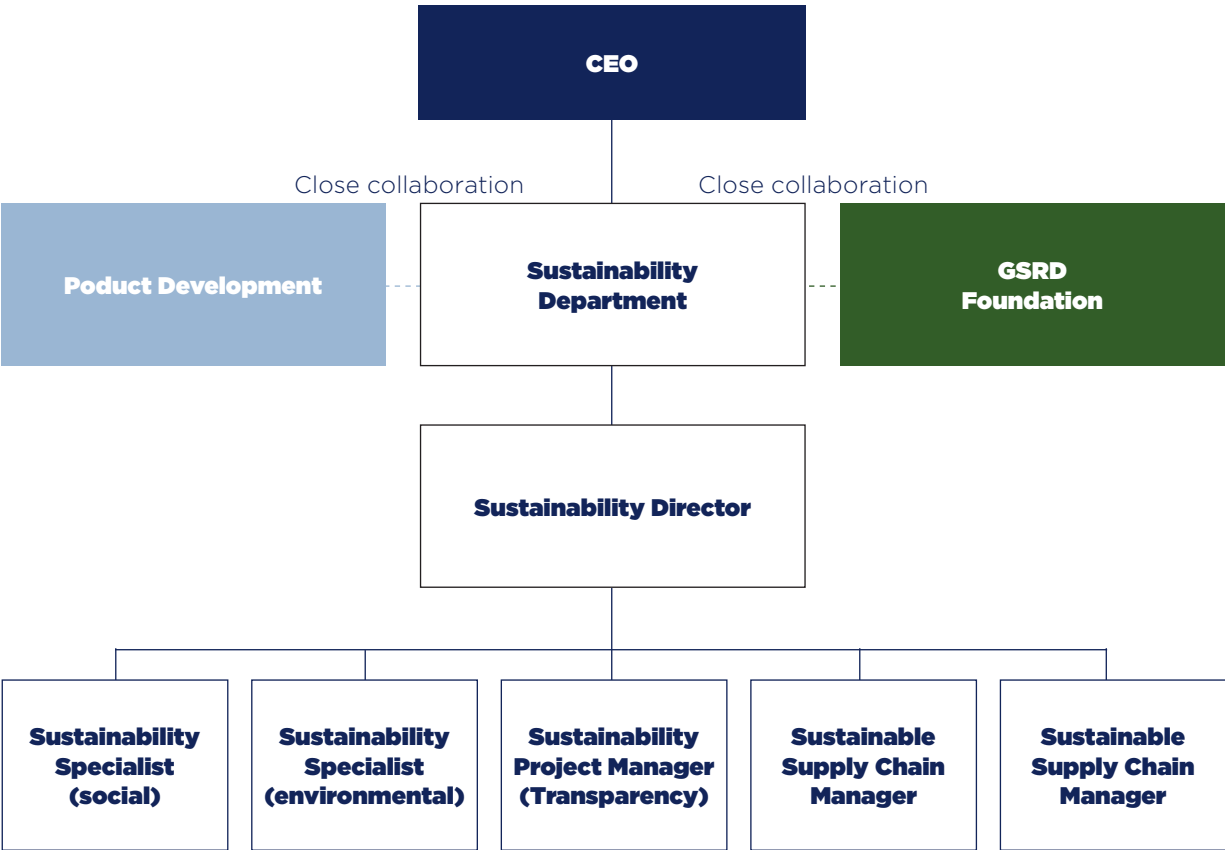 CEO
Close collaboration
Close collaboration
Poduct Development
Sustainability
Department
GSRD
Foundation
Sustainability Director
Sustainability
Specialist
(social)
Sustainability
Specialist
(environmental)
Sustainability
Project Manager
(Transparency)
Sustainable
Supply Chain
Manager
Sustainable
Supply Chain
Manager